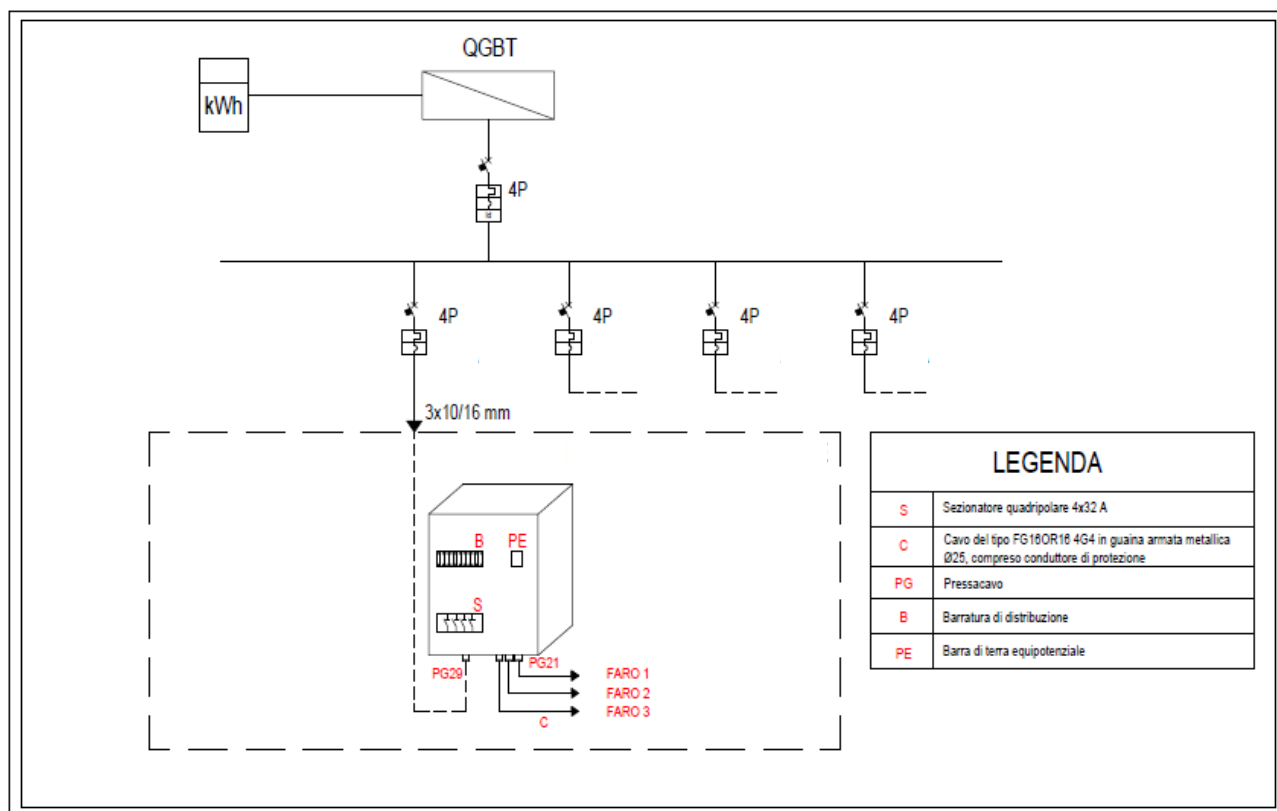 QGBT
kWh
4P
4P
4P
4P
4P
3x10/16 mm
B
PE
S
PG29
PG21
FARO 1
FARO 2
FARO 3
C
LEGENDA
S
Sezionatore quadripolare 4x32 A
C
Cavo del tipo FG16OR16 4G4 in guaina armata metallica
Ø25, compreso conduttore di protezione
PG
Pressacavo
B
Barratura di distribuzione
PE
Barra di terra equipotenziale